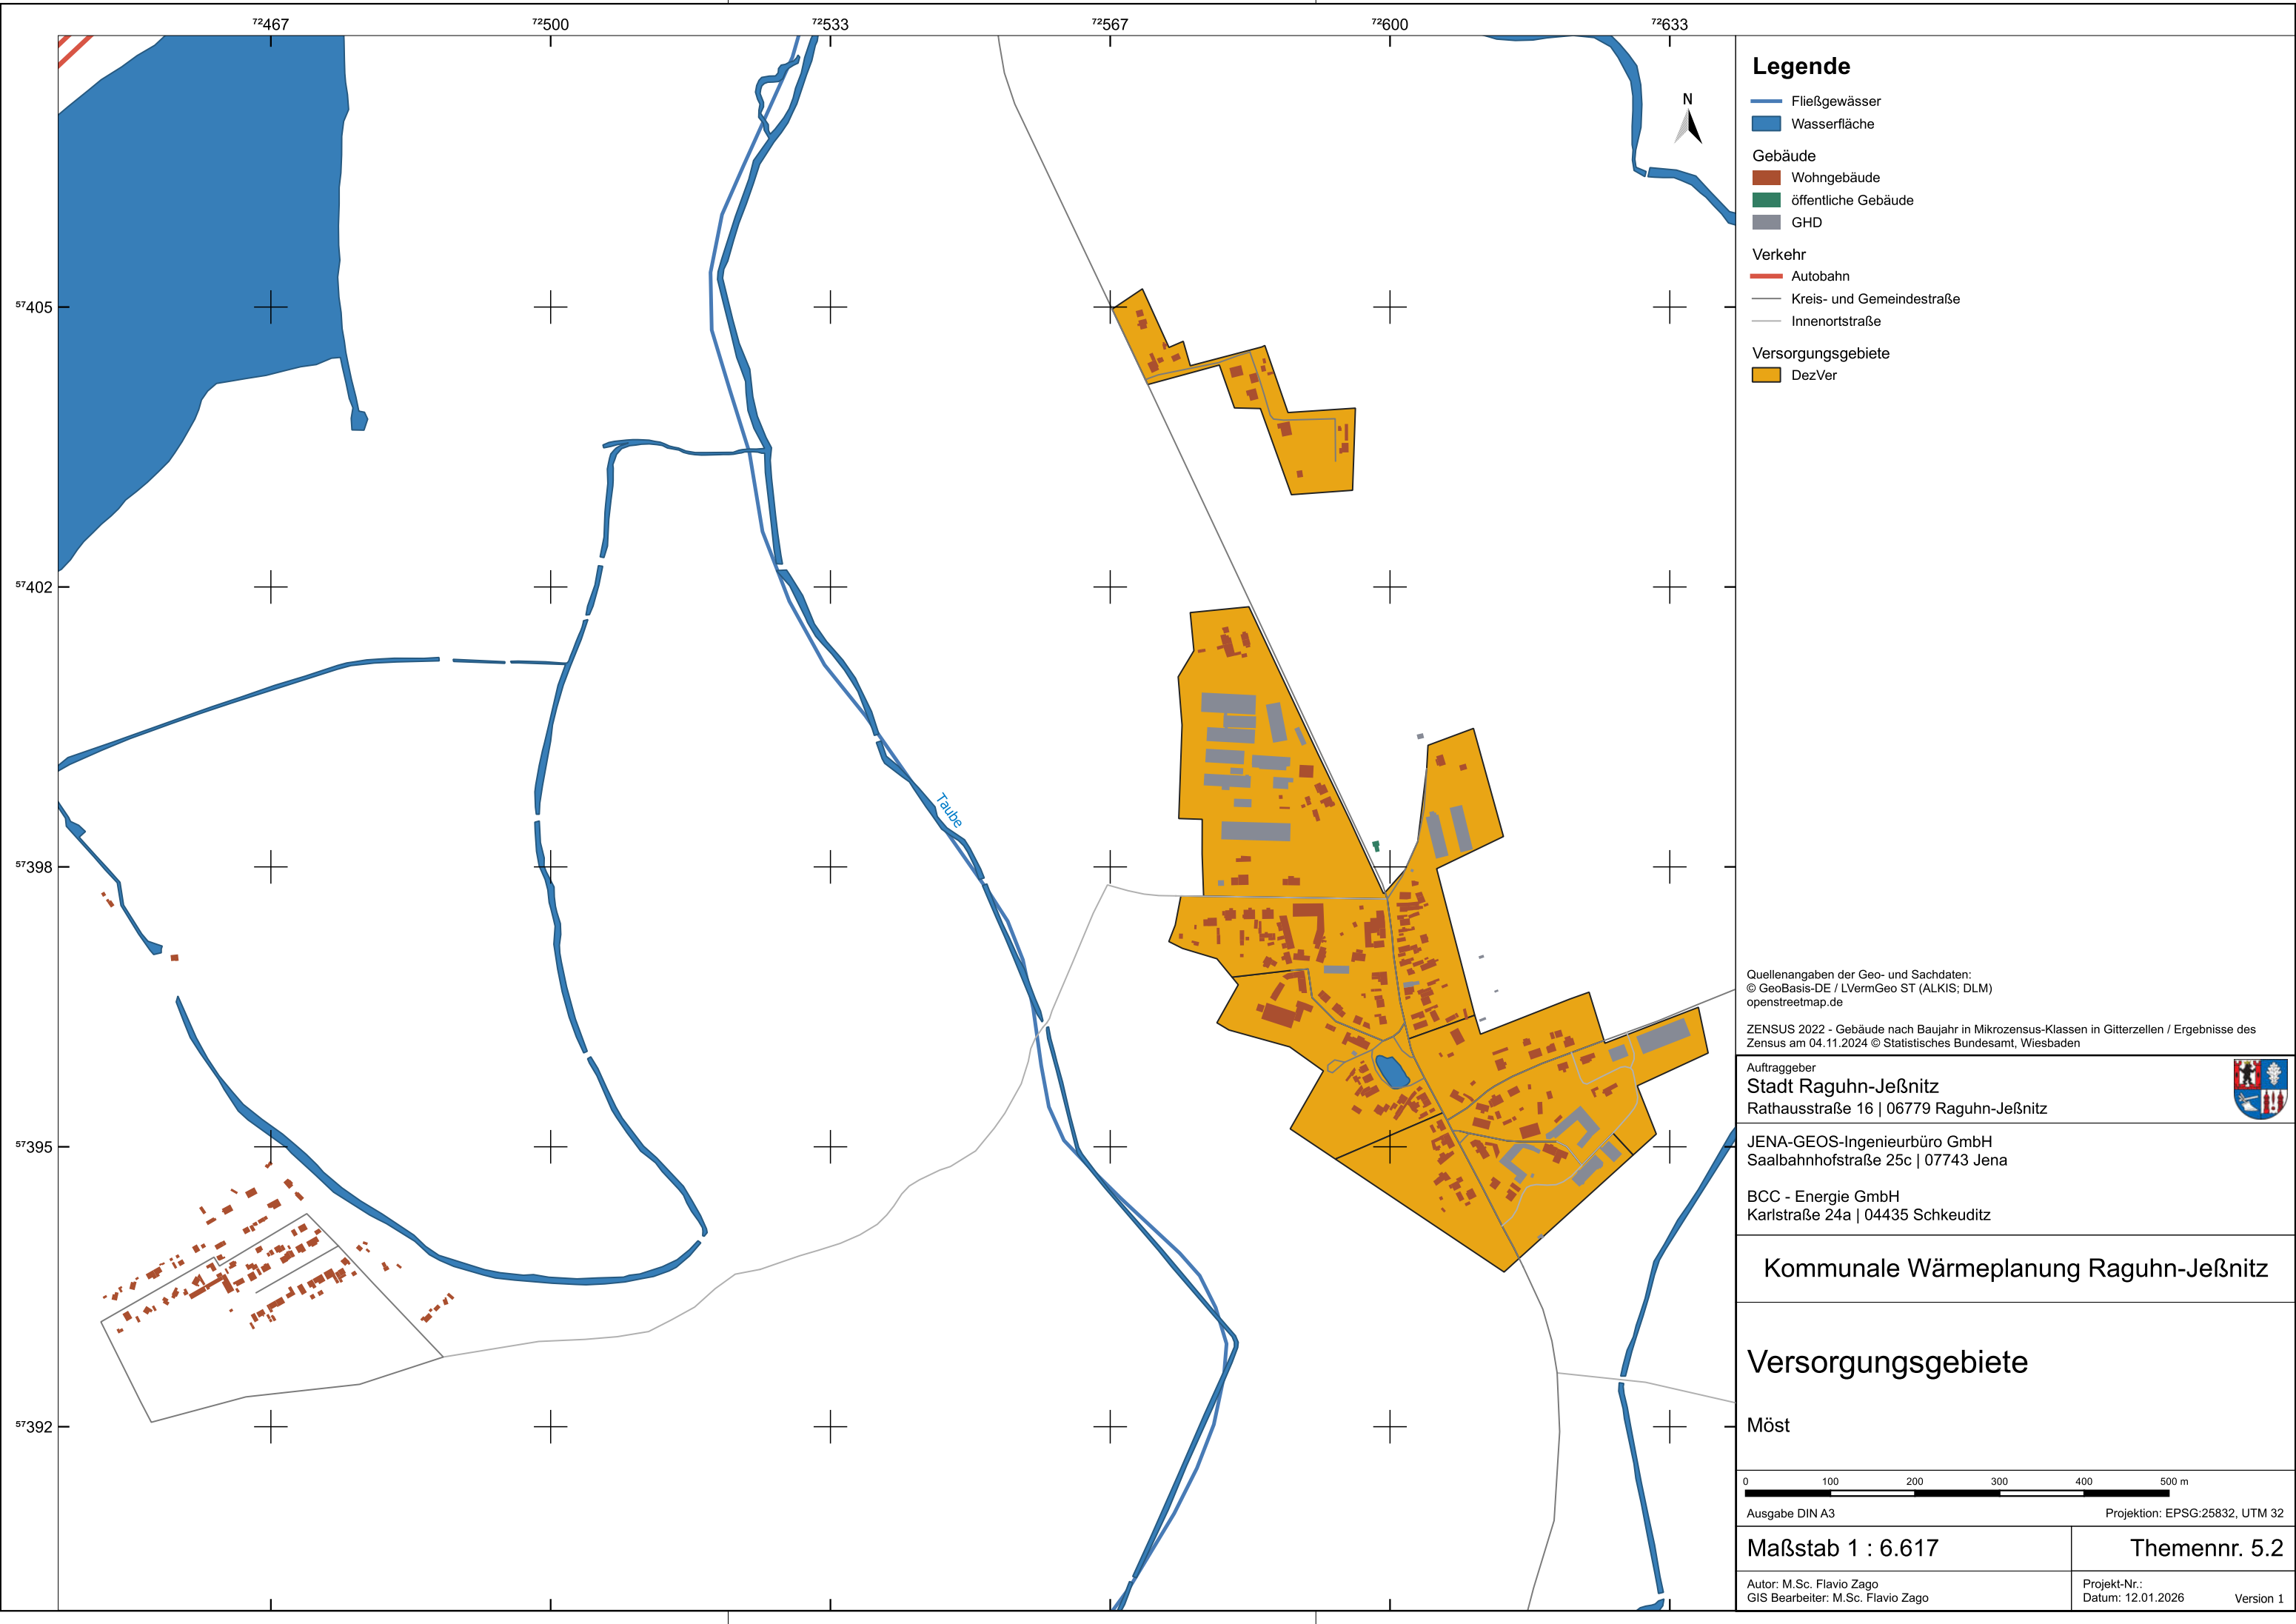 72467 72500 72533 72567 72600 72633
57405
57402
57398
57395
57392
Taube
N
Legende
Fließgewässer
Wasserfläche
Gebäude
Wohngebäude
öffentliche Gebäude
GHD
Verkehr
Autobahn
Kreis- und Gemeindestraße
Innenortstraße
Versorgungsgebiete
DezVer
Quellenangaben der Geo- und Sachdaten:
© GeoBasis-DE / LVermGeo ST (ALKIS; DLM)
openstreetmap.de
ZENSUS 2022 - Gebäude nach Baujahr in Mikrozensus-Klassen in Gitterzellen / Ergebnisse des
Zensus am 04.11.2024 © Statistisches Bundesamt, Wiesbaden
Auftraggeber
Stadt Raguhn-Jeßnitz
Rathausstraße 16 | 06779 Raguhn-Jeßnitz
JENA-GEOS-Ingenieurbüro GmbH
Saalbahnhofstraße 25c | 07743 Jena
BCC - Energie GmbH
Karlstraße 24a | 04435 Schkeuditz
Kommunale Wärmeplanung Raguhn-Jeßnitz
Versorgungsgebiete
Möst
0 100 200 300 400 500 m
Ausgabe DIN A3 Projektion: EPSG:25832, UTM 32
Maßstab 1 : 6.617 Themennr. 5.2
Autor: M.Sc. Flavio Zago
GIS Bearbeiter: M.Sc. Flavio Zago
Projekt-Nr.:
Datum: 12.01.2026 Version 1